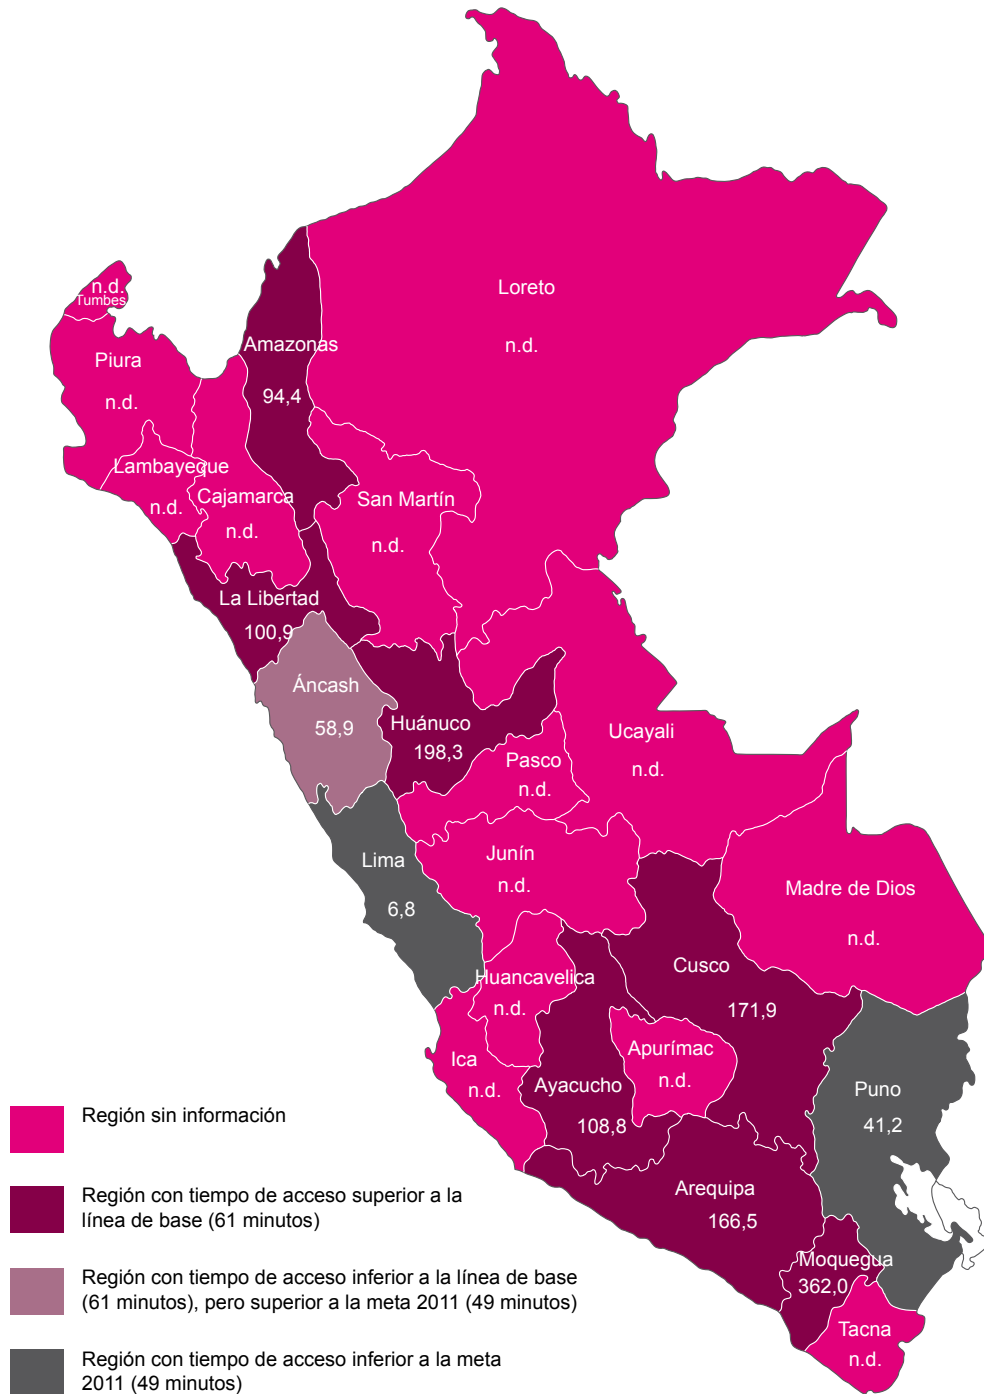 Loreto
n.d.
n.d.
Tumbes
Amazonas
94,4
Piura
n.d.
Lambayeque
n.d.
Cajamarca
n.d.
San Martín
n.d.
La Libertad
100,9
Áncash
58,9
Huánuco
198,3
Ucayali
n.d.
Pasco
n.d.
Lima
6,8
Junín
n.d.
Madre de Dios
n.d.
Huancavelica
n.d.
Cusco
171,9
Ica
n.d.
Apurímac
n.d.
Ayacucho
108,8
Puno
41,2
Arequipa
166,5
Moquegua
362,0
Tacna
n.d.
Región sin información
Región con tiempo de acceso superior a la
línea de base (61 minutos)
Región con tiempo de acceso inferior a la línea de base
(61 minutos), pero superior a la meta 2011 (49 minutos)
Región con tiempo de acceso inferior a la meta
2011 (49 minutos)